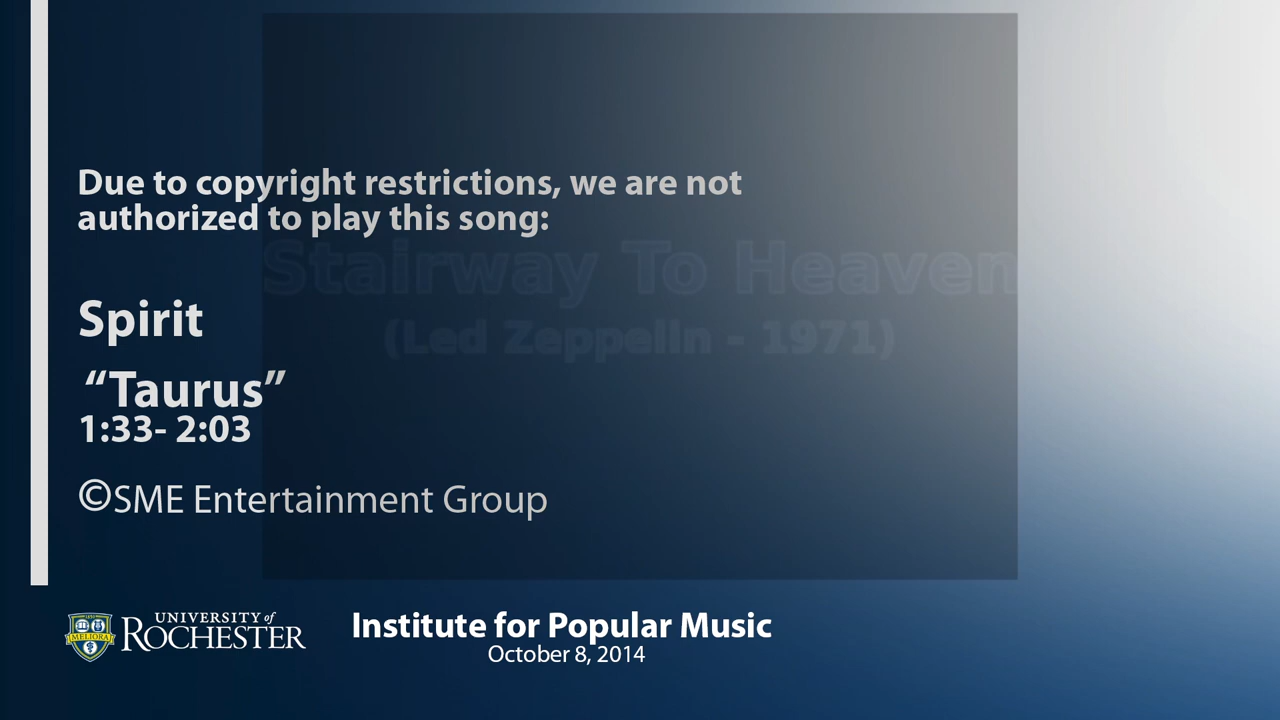 Due to copyright restrictions, we are not
authorized to play this song:
Stairway To Heaven
(Led Zeppelin - 1971)
Spirit
“Taurus”
1:33- 2:03
©SME Entertainment Group
MELIORA
UNIVERSITY of
ROCHESTER
Institute for Popular Music
October 8, 2014